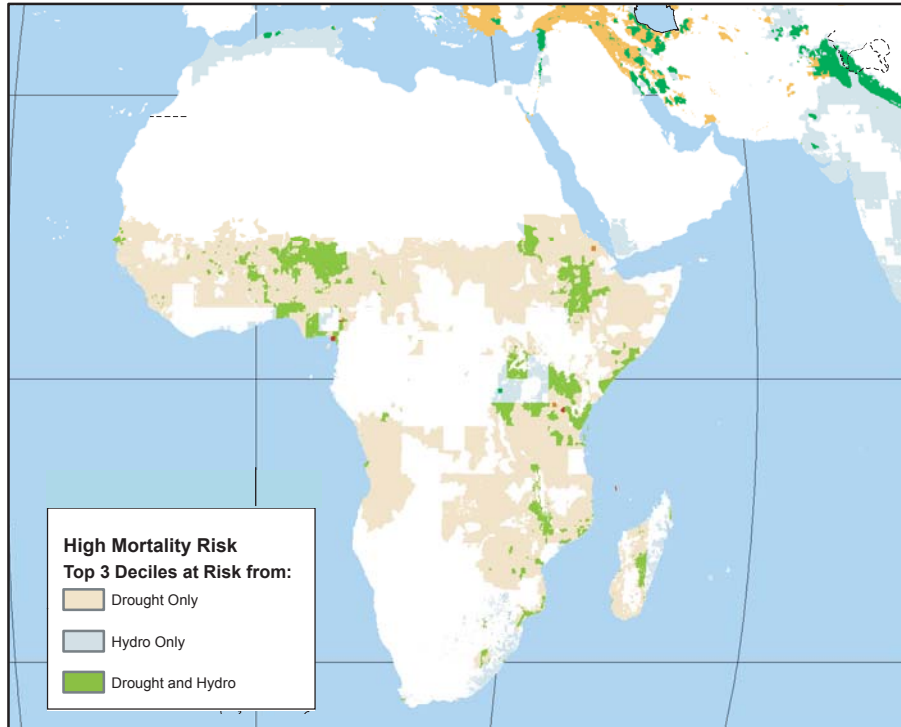 High Mortality Risk
Top 3 Deciles at Risk from:
Drought Only
Hydro Only
Drought and Hydro